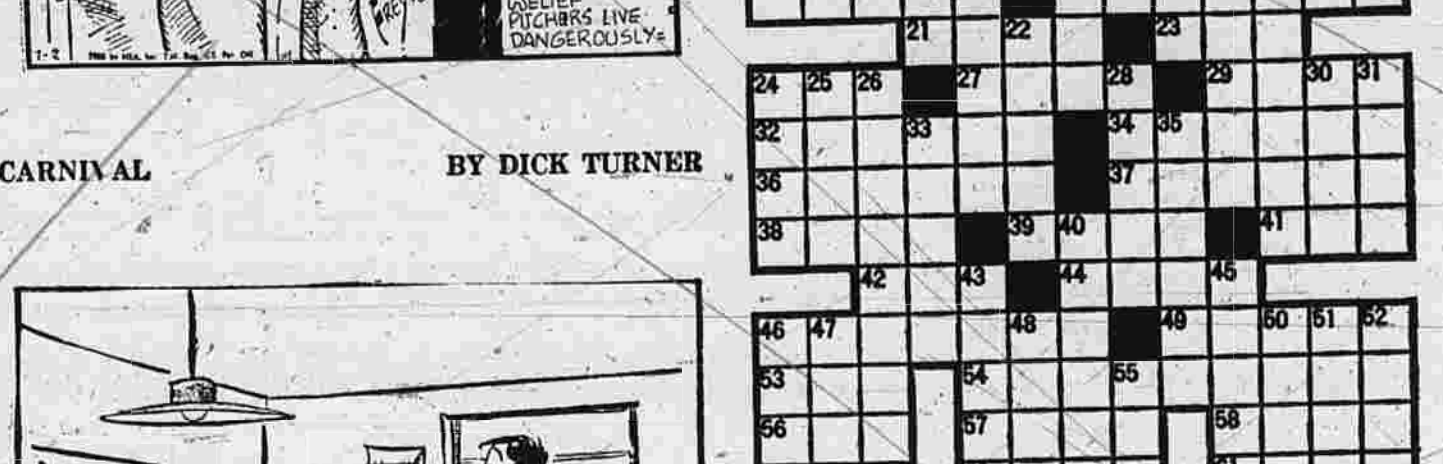 RELIEF
PITCHERS LIVE
DANGEROUSLY=
1-2
CARNIVAL
BY DICK TURNER
21 22 23
24 25 26 27 28 29 30 31
32 33 34 35
36 37
38 39 40 41
42 43 44 45
46 47 48 49 50 51 52
53 54 55
56 57 58